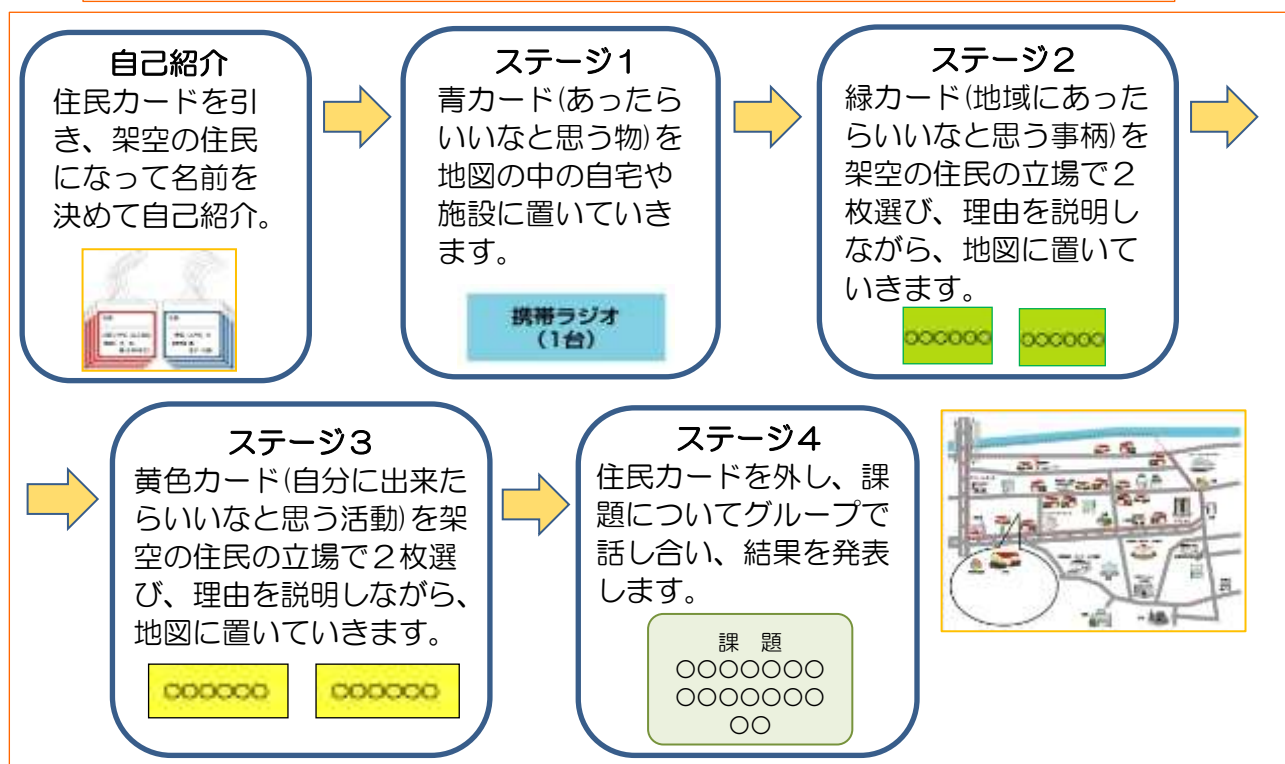 自己紹介
住民カードを引
き、架空の住民
になって名前を
決めて自己紹介。
ステージ1
青カード(あったら
いいなと思う物)を
地図の中の自宅や
施設に置いていき
ます。
携帯ラジオ
(1台)
ステージ2
緑カード(地域にあった
らいいなと思う事柄)を
架空の住民の立場で2
枚選び、理由を説明し
ながら、地図に置いて
いきます。
○○○○○○
○○○○○○
ステージ3
黄色カード(自分に出来た
らいいなと思う活動)を架
空の住民の立場で2枚選
び、理由を説明しながら、
地図に置いていきます。
○○○○○○
○○○○○○
ステージ4
住民カードを外し、課
題についてグループで
話し合い、結果を発表
します。
課 題
○○○○○○○
○○○○○○○
○○